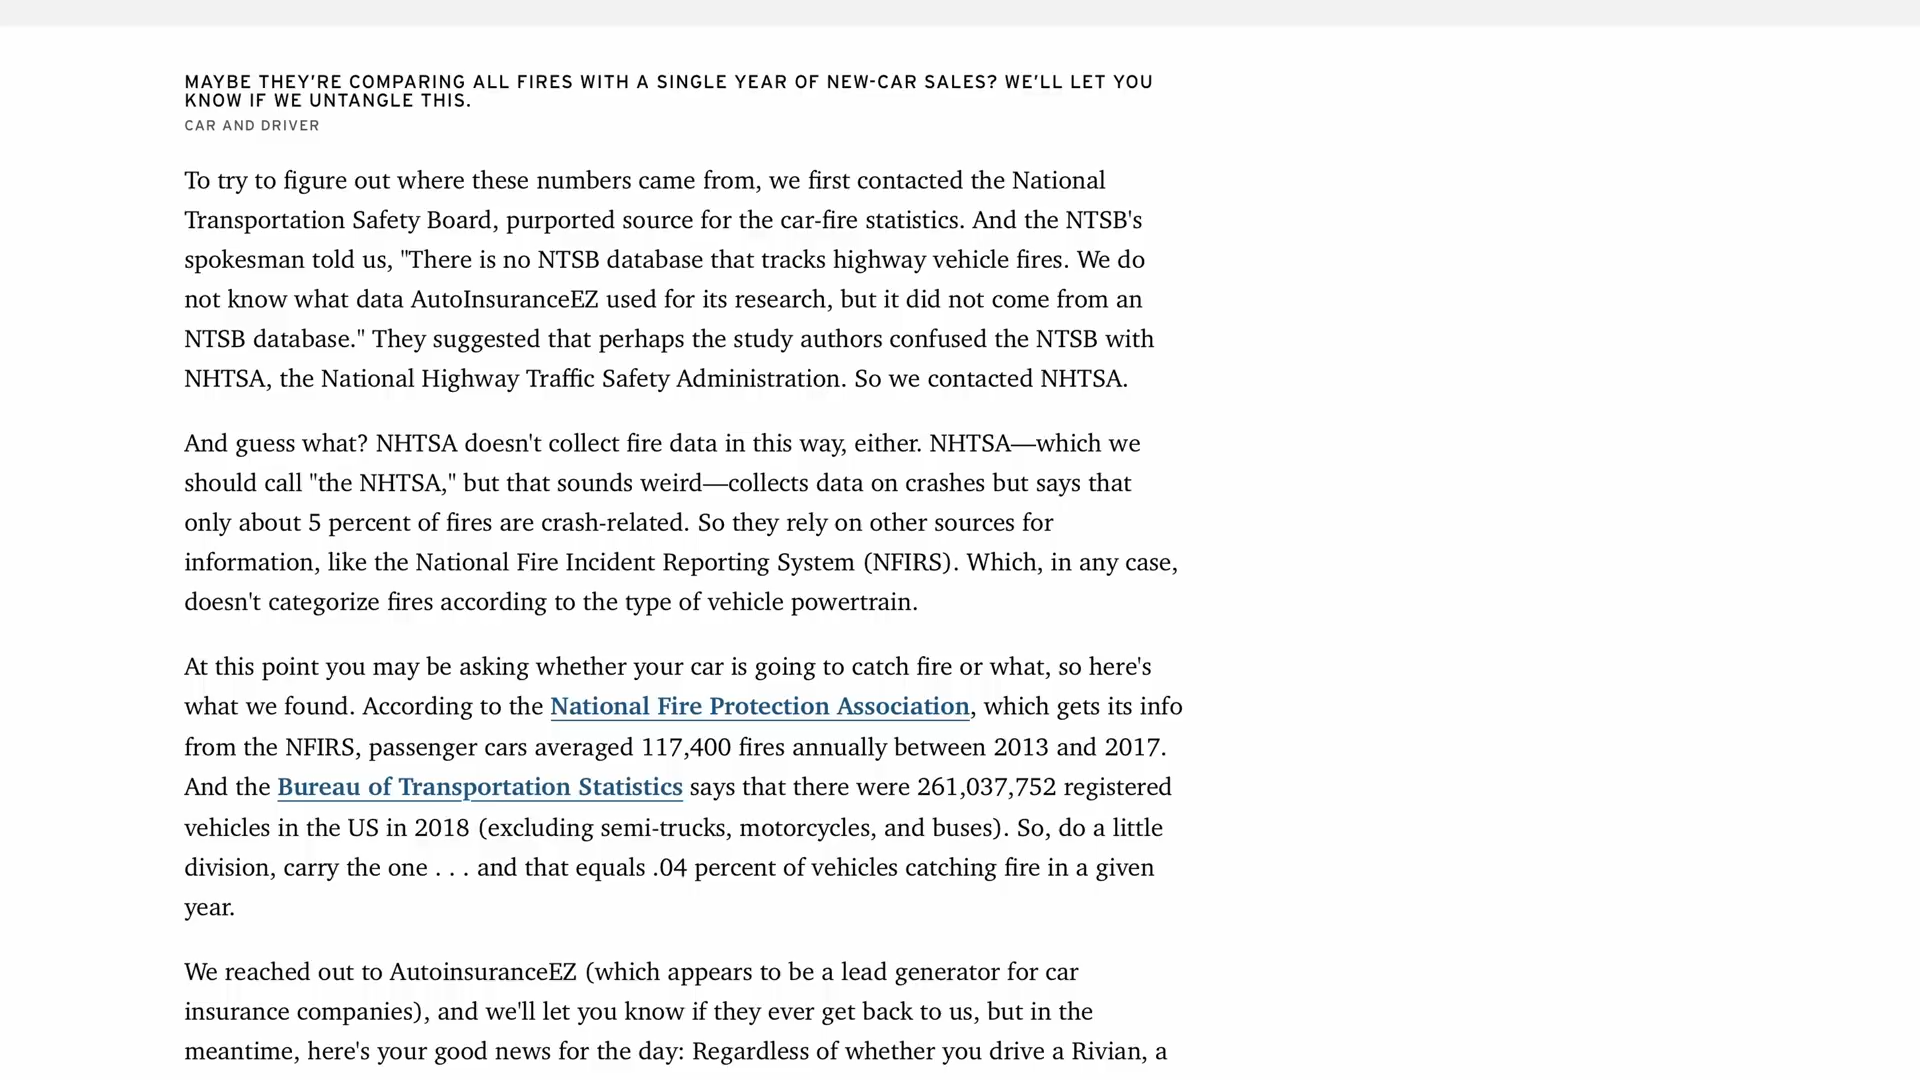 MAYBE THEY'RE COMPARING ALL FIRES WITH A SINGLE YEAR OF NEW-CAR SALES? WE'LL LET YOU
KNOW IF WE UNTANGLE THIS.
CAR AND DRIVER
To try to figure out where these numbers came from, we first contacted the National
Transportation Safety Board, purported source for the car-fire statistics. And the NTSB's
spokesman told us, "There is no NTSB database that tracks highway vehicle fires. We do
not know what data AutoInsuranceEZ used for its research, but it did not come from an
NTSB database." They suggested that perhaps the study authors confused the NTSB with
NHTSA, the National Highway Traffic Safety Administration. So we contacted NHTSA.
And guess what? NHTSA doesn't collect fire data in this way, either. NHTSA—which we
should call "the NHTSA," but that sounds weird—collects data on crashes but says that
only about 5 percent of fires are crash-related. So they rely on other sources for
information, like the National Fire Incident Reporting System (NFIRS). Which, in any case,
doesn't categorize fires according to the type of vehicle powertrain.
At this point you may be asking whether your car is going to catch fire or what, so here's
what we found. According to the National Fire Protection Association, which gets its info
from the NFIRS, passenger cars averaged 117,400 fires annually between 2013 and 2017.
And the Bureau of Transportation Statistics says that there were 261,037,752 registered
vehicles in the US in 2018 (excluding semi-trucks, motorcycles, and buses). So, do a little
division, carry the one . . . and that equals .04 percent of vehicles catching fire in a given
year.
We reached out to AutoinsuranceEZ (which appears to be a lead generator for car
insurance companies), and we'll let you know if they ever get back to us, but in the
meantime, here's your good news for the day: Regardless of whether you drive a Rivian, a